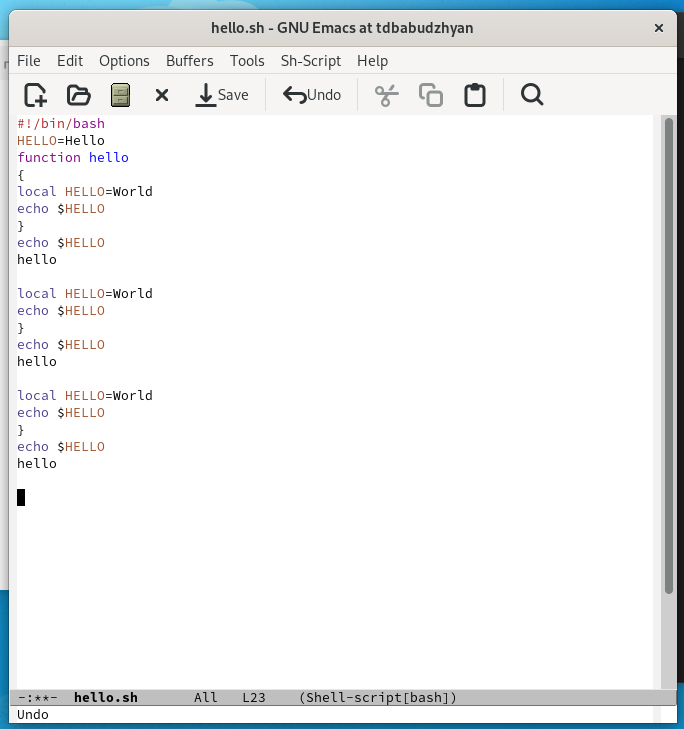 hello.sh - GNU Emacs at tdbabudzhyan
File Edit Options Buffers Tools Sh-Script Help
Save Undo
#!/bin/bash
HELLO=Hello
function hello
{
local HELLO=World
echo $HELLO
}
echo $HELLO
hello
local HELLO=World
echo $HELLO
}
echo $HELLO
hello
local HELLO=World
echo $HELLO
}
echo $HELLO
hello
-:**- hello.sh All L23 (Shell-script[bash])
Undo